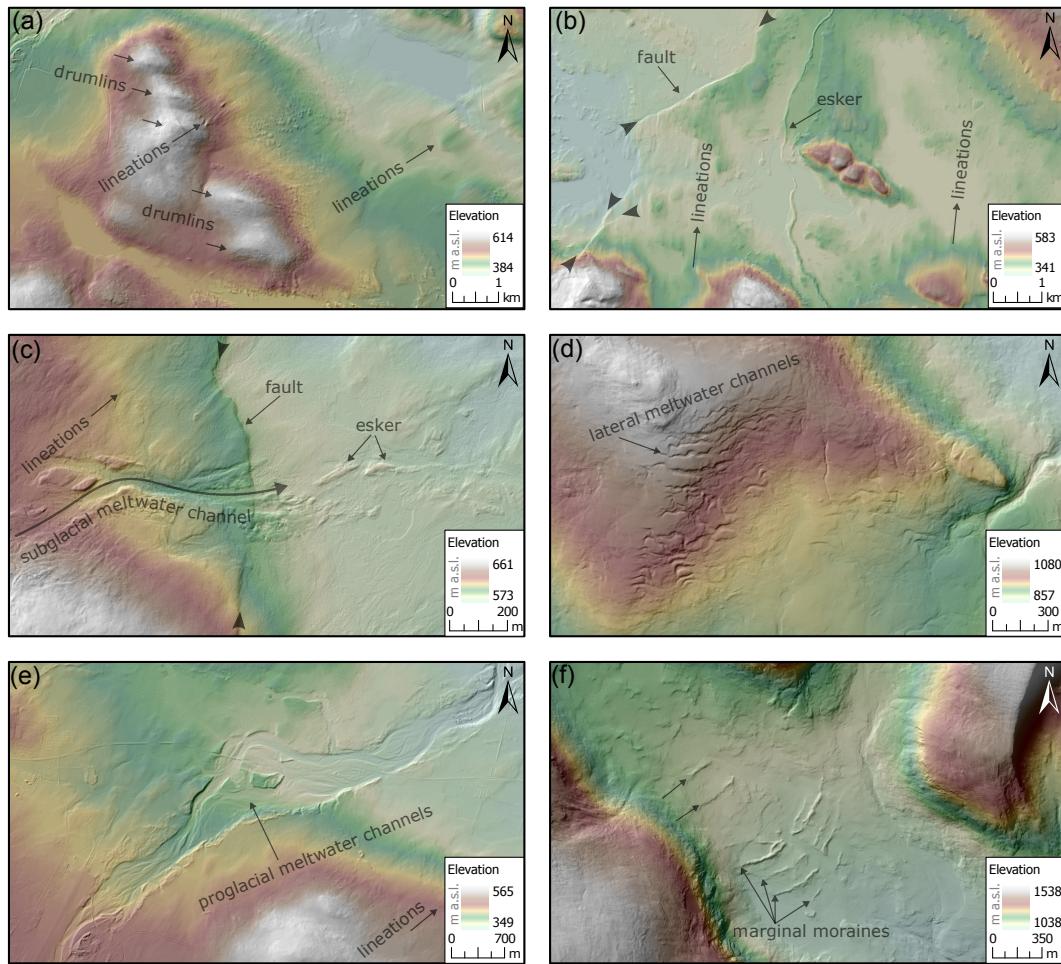 (a)
N
drumlins
lineations
lineations
drumlins
Elevation
m a.s.l.
614
384
0 1
km
(b)
N
fault
esker
lineations
lineations
Elevation
m a.s.l.
583
341
0 1
km
(c)
N
fault
lineations
esker
subglacial meltwater channel
Elevation
m a.s.l.
661
573
0 200
m
(d)
N
lateral meltwater channels
Elevation
m a.s.l.
1080
857
0 300
m
(e)
N
proglacial meltwater channels
lineations
Elevation
m a.s.l.
565
349
0 700
m
(f)
N
marginal moraines
Elevation
m a.s.l.
1538
1038
0 350
m